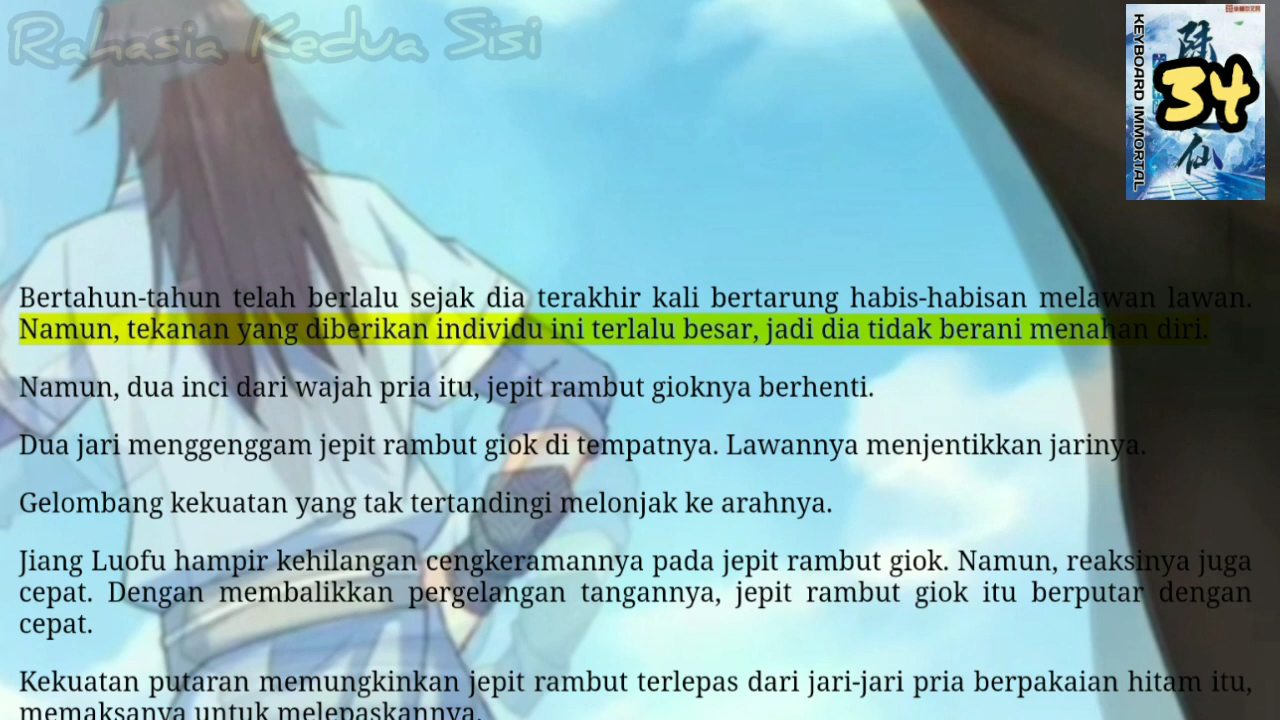 Rahasia Kedua Sisi
KEYBOARD IMMORTAL
34
仙
Bertahun-tahun telah berlalu sejak dia terakhir kali bertarung habis-habisan melawan lawan.
Namun, tekanan yang diberikan individu ini terlalu besar, jadi dia tidak berani menahan diri.
Namun, dua inci dari wajah pria itu, jepit rambut gioknya berhenti.
Dua jari menggenggam jepit rambut giok di tempatnya. Lawannya menjentikkan jarinya.
Gelombang kekuatan yang tak tertandingi melonjak ke arahnya.
Jiang Luofu hampir kehilangan cengkeramannya pada jepit rambut giok. Namun, reaksinya juga
cepat. Dengan membalikkan pergelangan tangannya, jepit rambut giok itu berputar dengan
cepat.
Kekuatan putaran memungkinkan jepit rambut terlepas dari jari-jari pria berpakaian hitam itu,
memaksanya untuk melepaskannya.